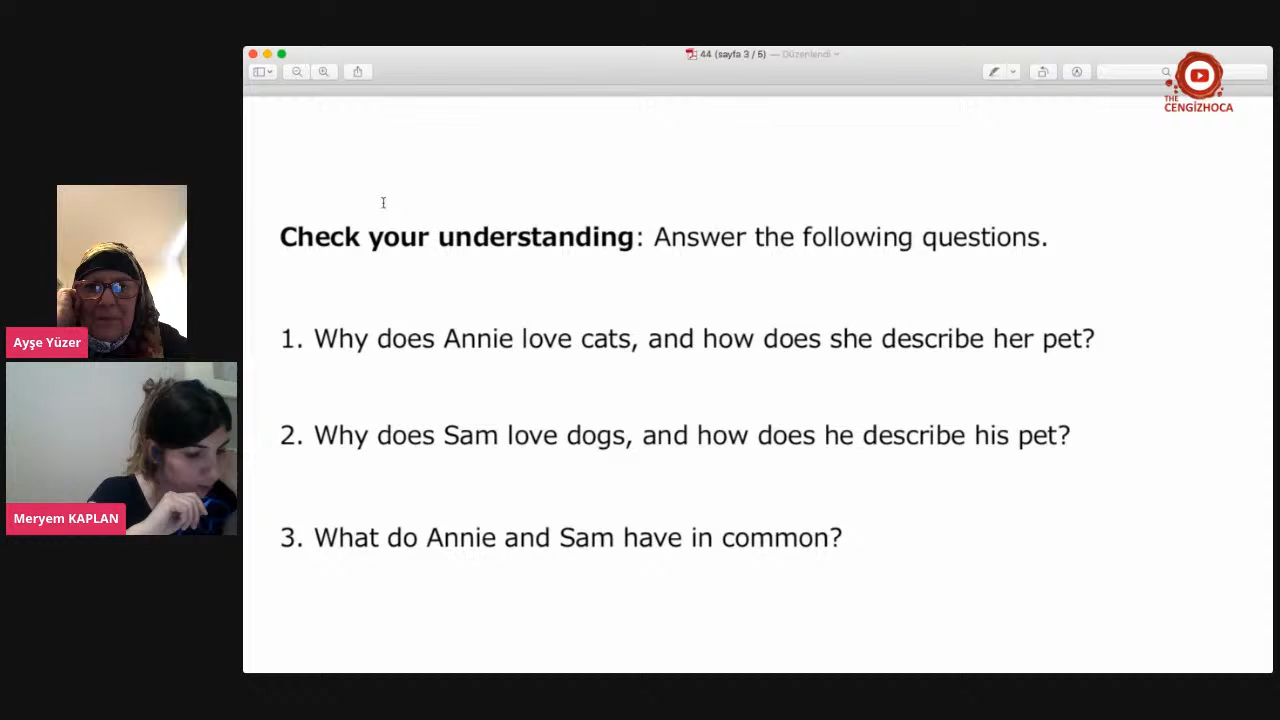 44 (sayfa 3 / 5) — Düzenlendi
THE
CENGİZHOCA
Check your understanding: Answer the following questions.
1. Why does Annie love cats, and how does she describe her pet?
Ayşe Yüzer
2. Why does Sam love dogs, and how does he describe his pet?
Meryem KAPLAN
3. What do Annie and Sam have in common?